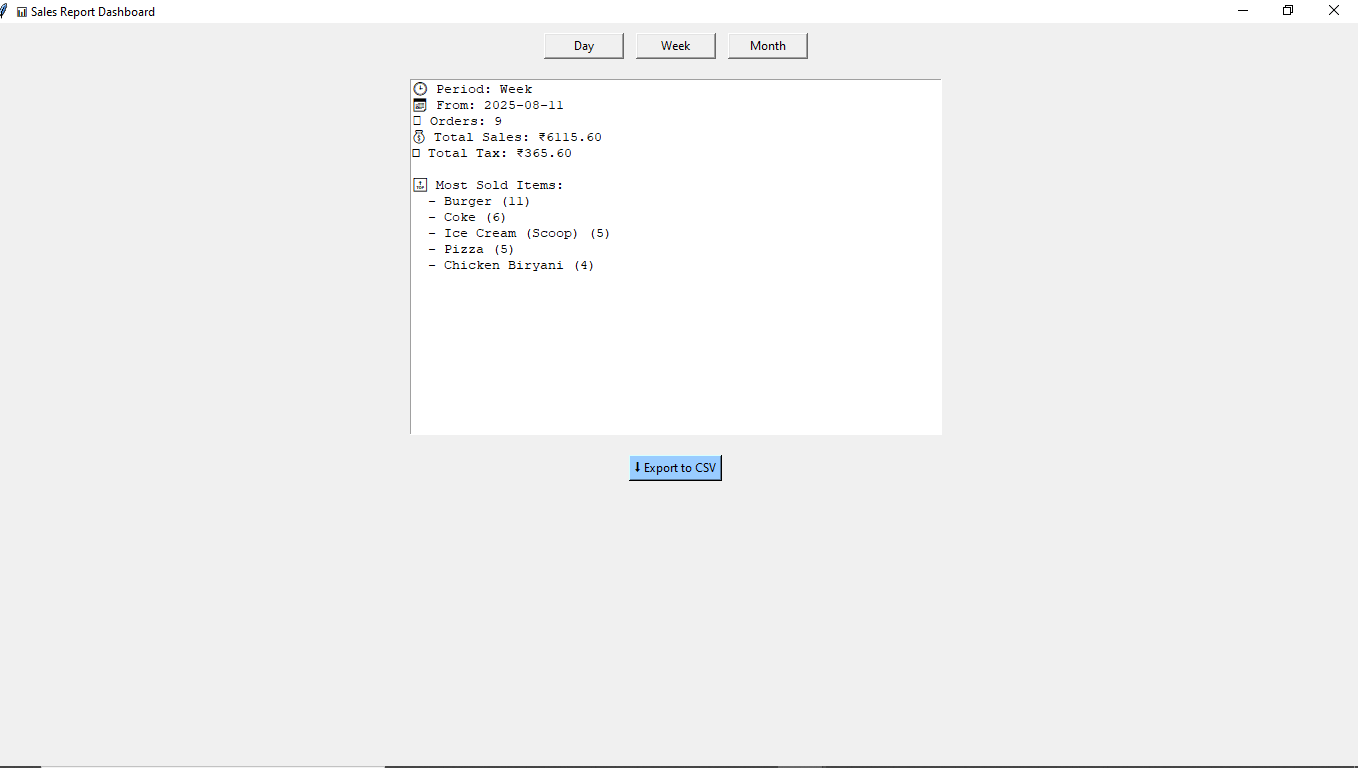 Sales Report Dashboard
Day Week Month
🕒 Period: Week
📅 From: 2025-08-11
□ Orders: 9
💰 Total Sales: ₹6115.60
□ Total Tax: ₹365.60
🔝 Most Sold Items:
- Burger (11)
- Coke (6)
- Ice Cream (Scoop) (5)
- Pizza (5)
- Chicken Biryani (4)
⬇ Export to CSV